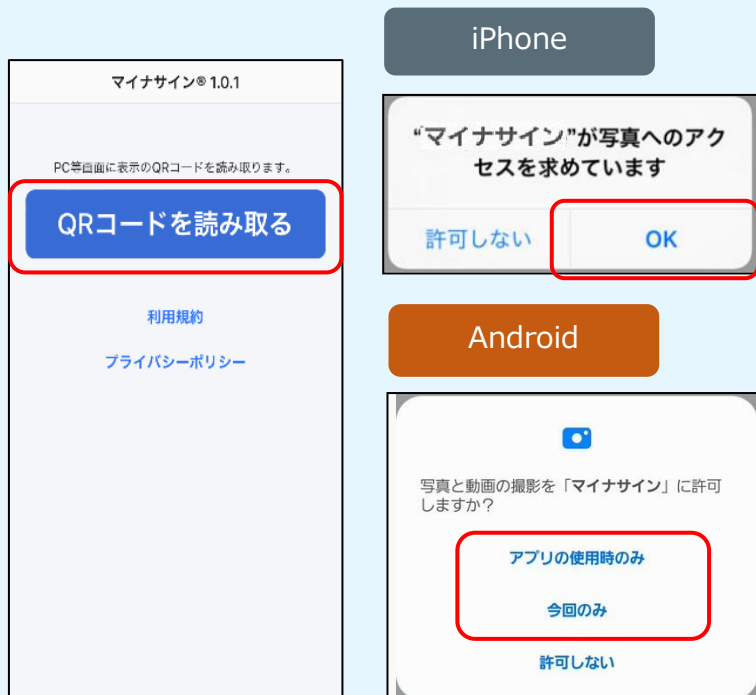 マイナサイン® 1.0.1
PC等画面に表示のQRコードを読み取ります。
QRコードを読み取る
利用規約
プライバシーポリシー
iPhone
“マイナサイン”が写真へのアク
セスを求めています
許可しない
OK
Android
写真と動画の撮影を「マイナサイン」に許可
しますか？
アプリの使用時のみ
今回のみ
許可しない